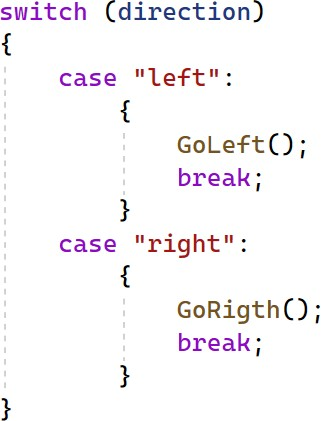 switch (direction)
{
    case "left":
        {
            GoLeft();
            break;
        }
    case "right":
        {
            GoRigth();
            break;
        }
}